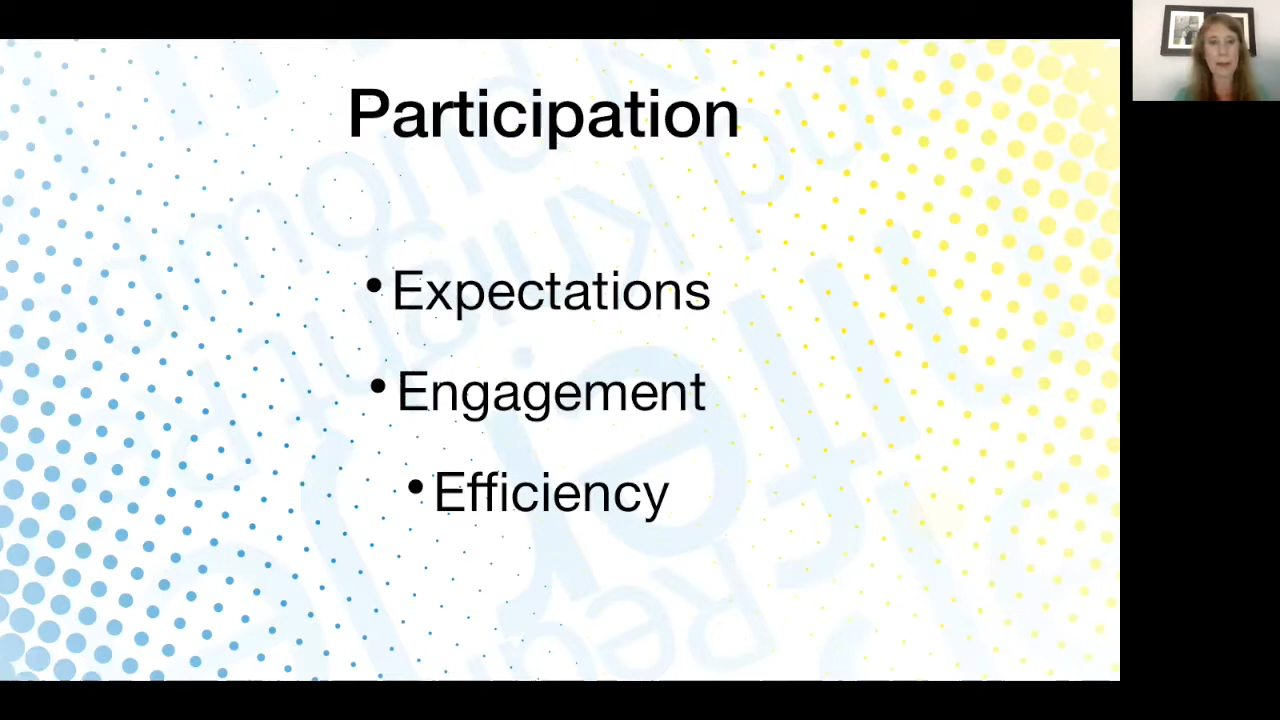 Participation
• Expectations
• Engagement
• Efficiency